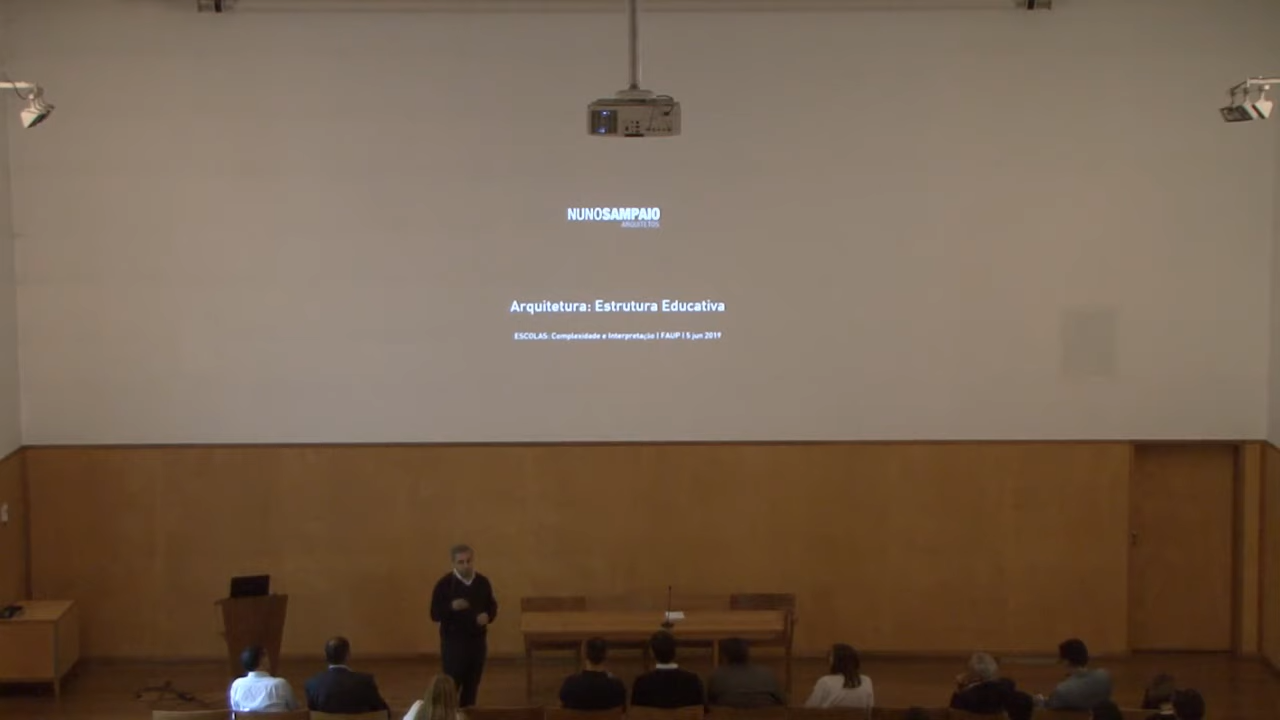 NUNOSAMPAIO
ARQUITETOS
Arquitetura: Estrutura Educativa
ESCOLAS: Complexidade e Interpretação | FAUP | 5 jun 2019